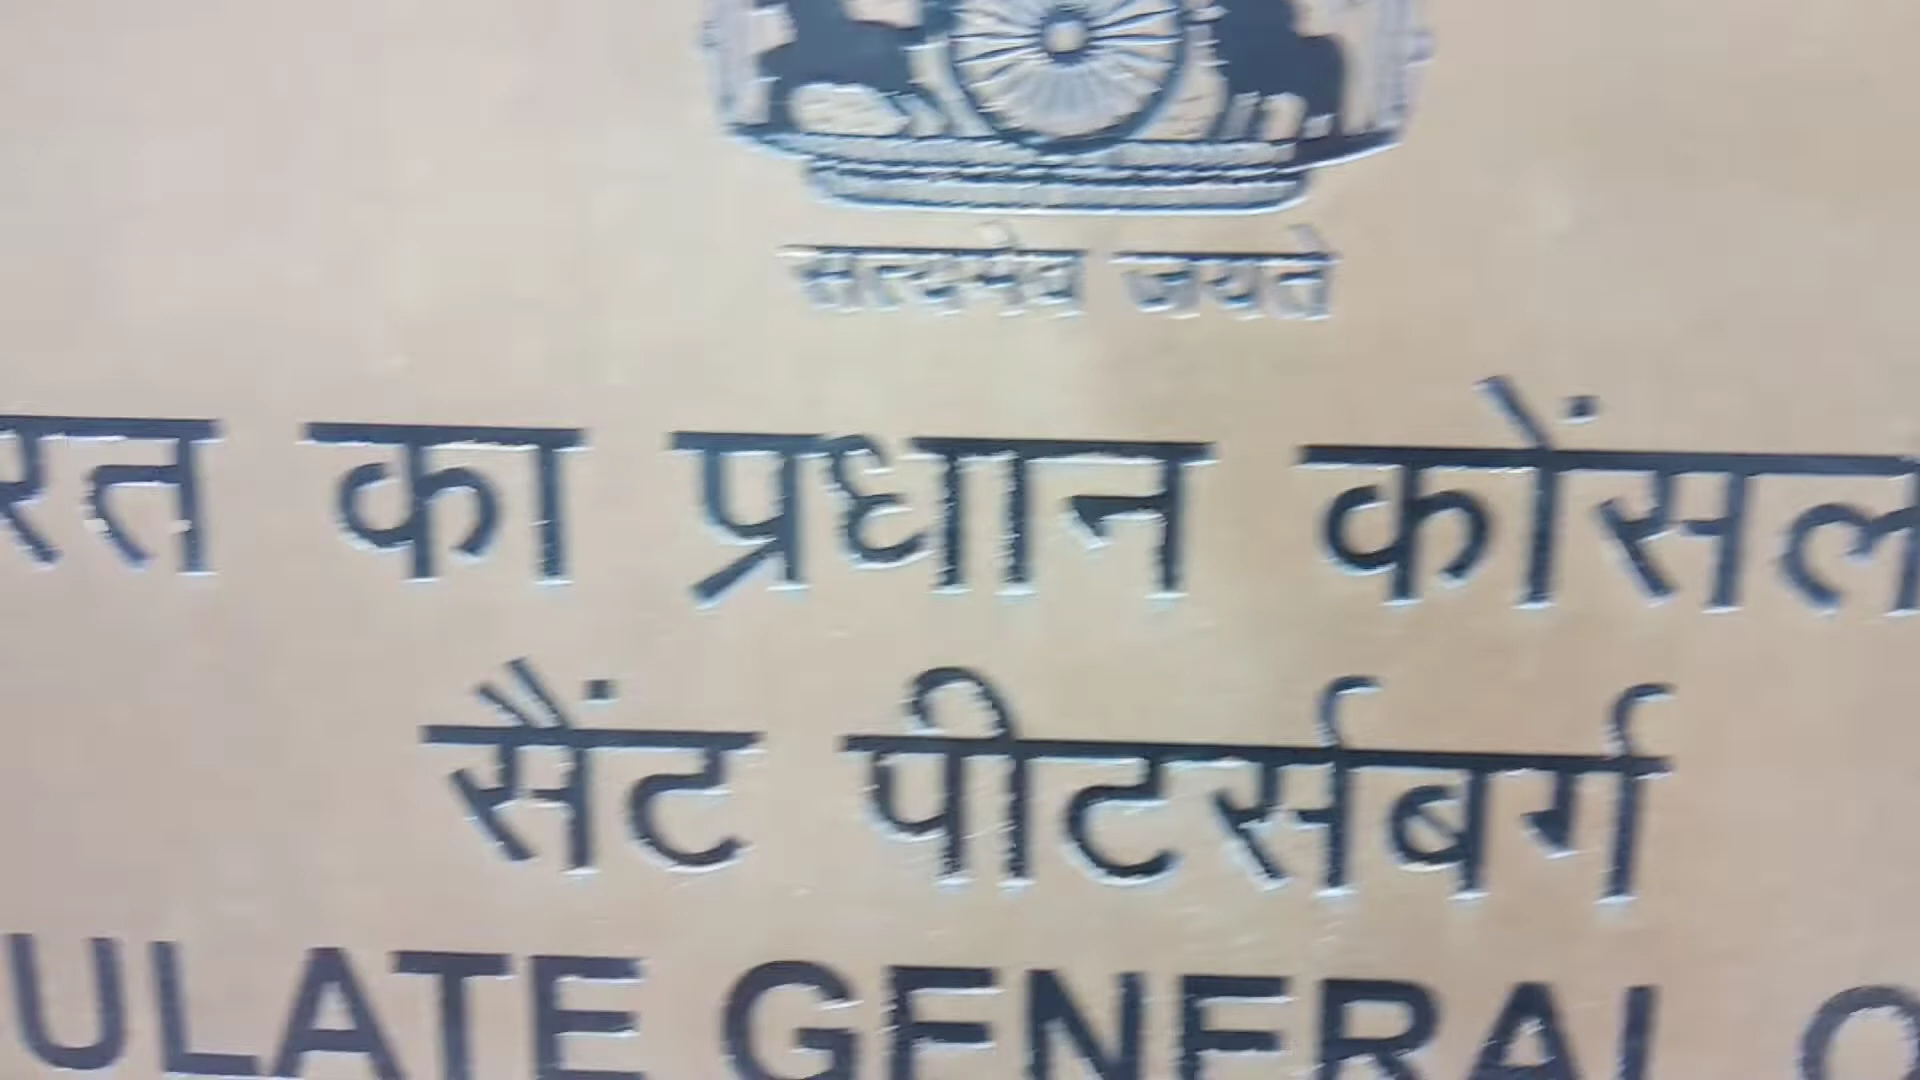 सत्यमेव जयते
रत का प्रधान कोंसल
सैंट पीटर्सबर्ग
ULATE GENERAL O